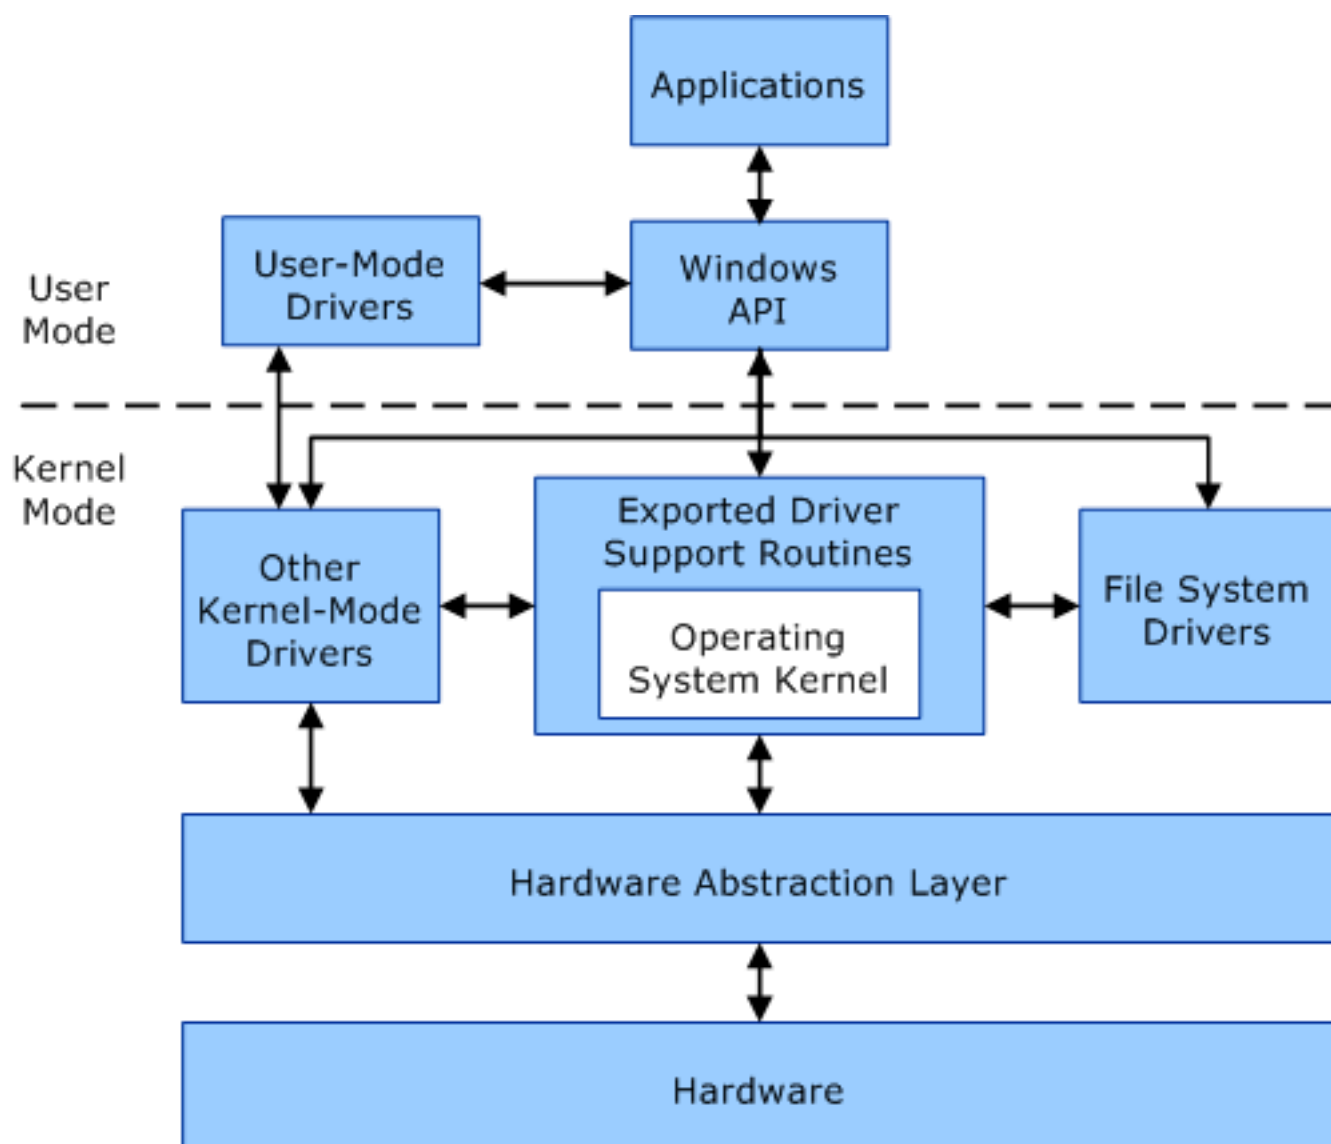 Applications
User-Mode
Drivers
Windows
API
User
Mode
Kernel
Mode
Exported Driver
Support Routines
Other
Kernel-Mode
Drivers
Operating
System Kernel
File System
Drivers
Hardware Abstraction Layer
Hardware